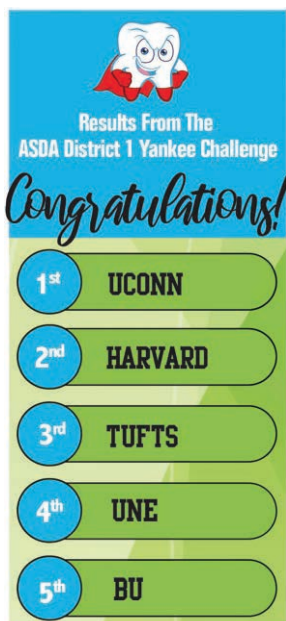 Results From The
ASDA District 1 Yankee Challenge
Congratulations!
1st UCONN
2nd HARVARD
3rd TUFTS
4th UNE
5th BU